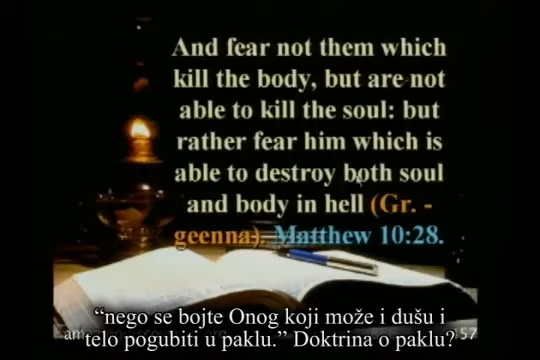 And fear not them which
kill the body, but are not
able to kill the soul: but
rather fear him which is
able to destroy both soul
and body in hell (Gr. -
geenna). Matthew 10:28.
“nego se bojte Onog koji može i dušu i
telo pogubiti u paklu.” Doktrina o paklu?
157